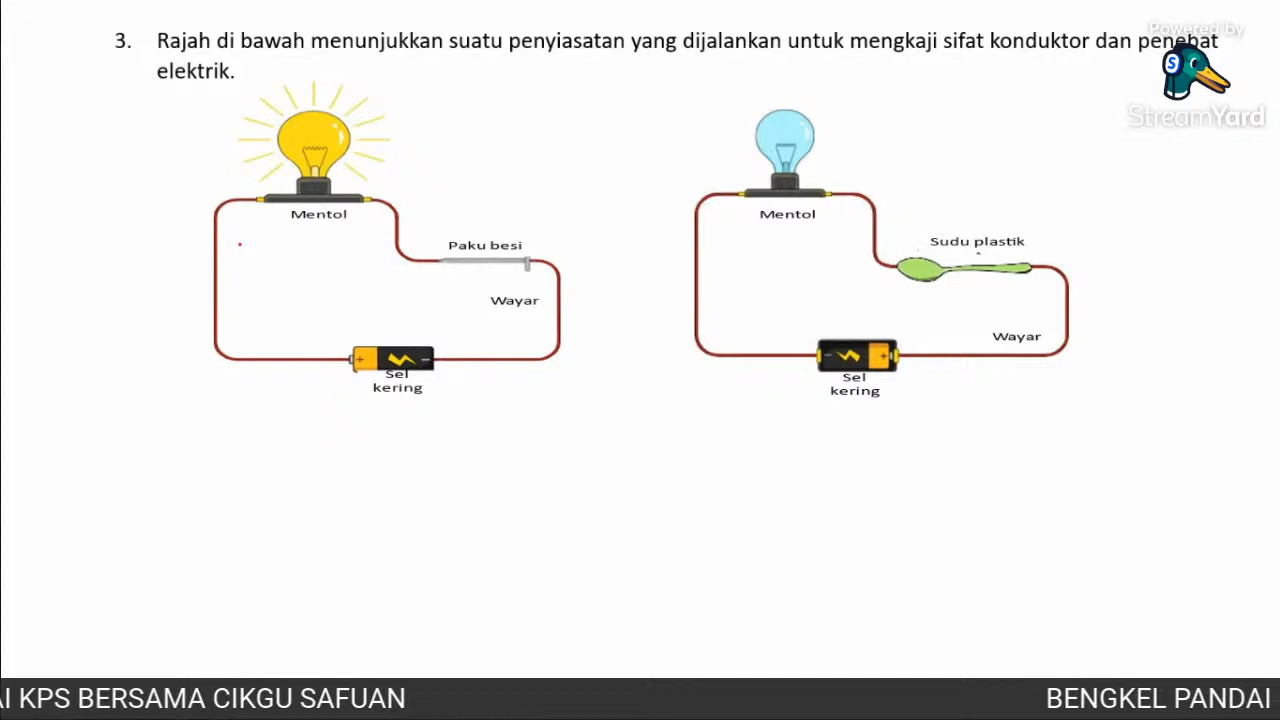 Powered by
StreamYard
3. Rajah di bawah menunjukkan suatu penyiasatan yang dijalankan untuk mengkaji sifat konduktor dan penebat
elektrik.
Mentol
Paku besi
Wayar
+ −
Sel
kering
Mentol
Sudu plastik
Wayar
− +
Sel
kering
AI KPS BERSAMA CIKGU SAFUAN
BENGKEL PANDAI